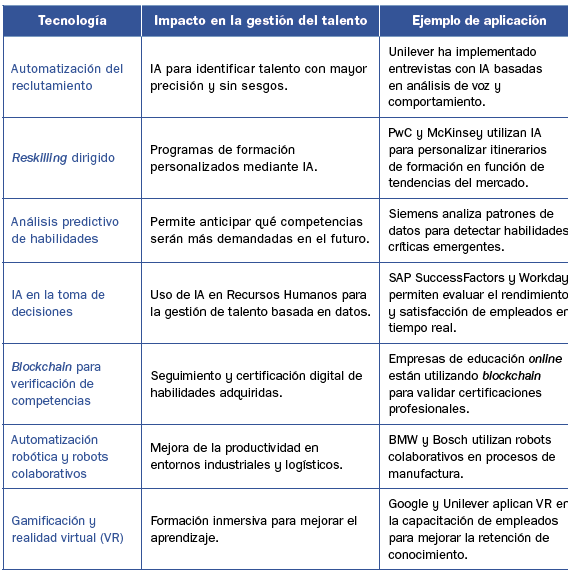 Tecnología
Impacto en la gestión del talento
Ejemplo de aplicación
Automatización del
reclutamiento
IA para identificar talento con mayor
precisión y sin sesgos.
Unilever ha implementado
entrevistas con IA basadas
en análisis de voz y
comportamiento.
Reskilling dirigido
Programas de formación
personalizados mediante IA.
PwC y McKinsey utilizan IA
para personalizar itinerarios
de formación en función de
tendencias del mercado.
Análisis predictivo
de habilidades
Permite anticipar qué competencias
serán más demandadas en el futuro.
Siemens analiza patrones de
datos para detectar habilidades
críticas emergentes.
IA en la toma de
decisiones
Uso de IA en Recursos Humanos para
la gestión de talento basada en datos.
SAP SuccessFactors y Workday
permiten evaluar el rendimiento
y satisfacción de empleados en
tiempo real.
Blockchain para
verificación de
competencias
Seguimiento y certificación digital de
habilidades adquiridas.
Empresas de educación online
están utilizando blockchain
para validar certificaciones
profesionales.
Automatización
robótica y robots
colaborativos
Mejora de la productividad en
entornos industriales y logísticos.
BMW y Bosch utilizan robots
colaborativos en procesos de
manufactura.
Gamificación y
realidad virtual (VR)
Formación inmersiva para mejorar el
aprendizaje.
Google y Unilever aplican VR en
la capacitación de empleados
para mejorar la retención de
conocimiento.